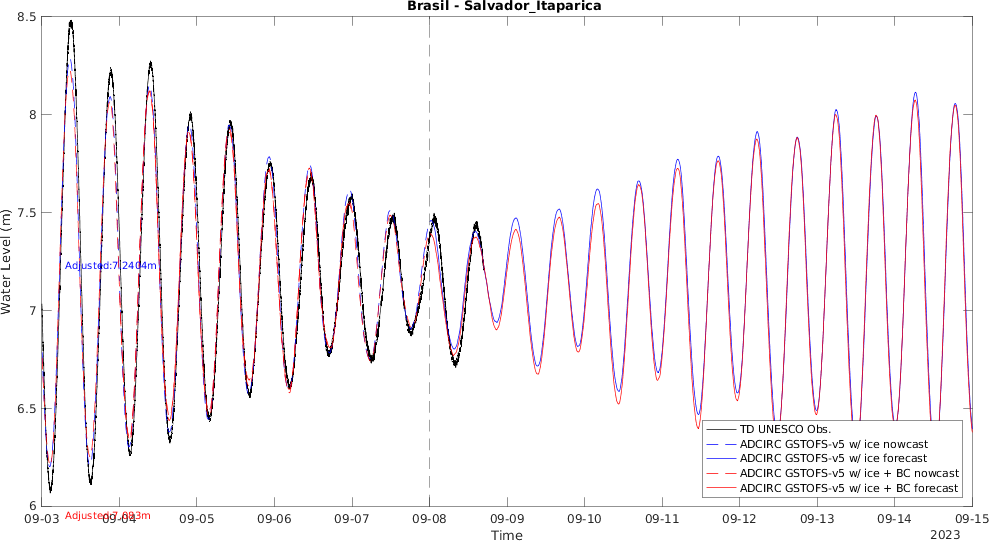 Brasil - Salvador_Itaparica
8.5
8
7.5
7
6.5
6
Water Level (m)
Adjusted:7.2404m
TD UNESCO Obs.
ADCIRC GSTOFS-v5 w/ ice nowcast
ADCIRC GSTOFS-v5 w/ ice forecast
ADCIRC GSTOFS-v5 w/ ice + BC nowcast
ADCIRC GSTOFS-v5 w/ ice + BC forecast
09-03
09-04
09-05
09-06
09-07
09-08
09-09
09-10
09-11
09-12
09-13
09-14
09-15
Time
2023